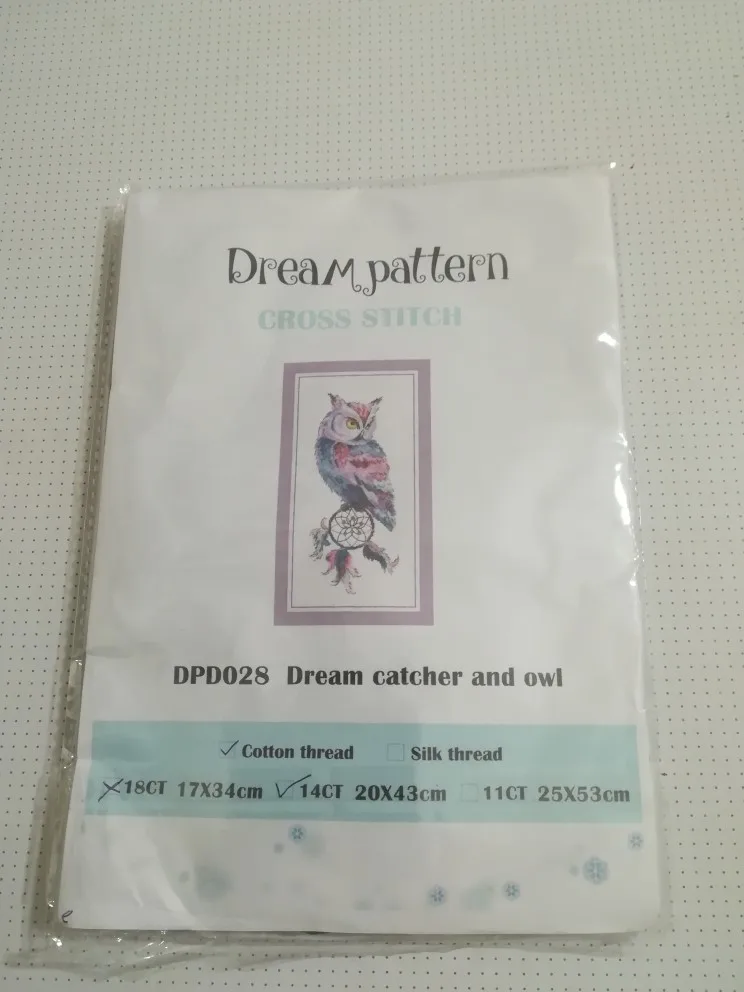 Dream pattern
CROSS STITCH
DPD028 Dream catcher and owl
✓ Cotton thread □ Silk thread
✗ 18CT 17X34cm ✓ 14CT 20X43cm □ 11CT 25X53cm
e